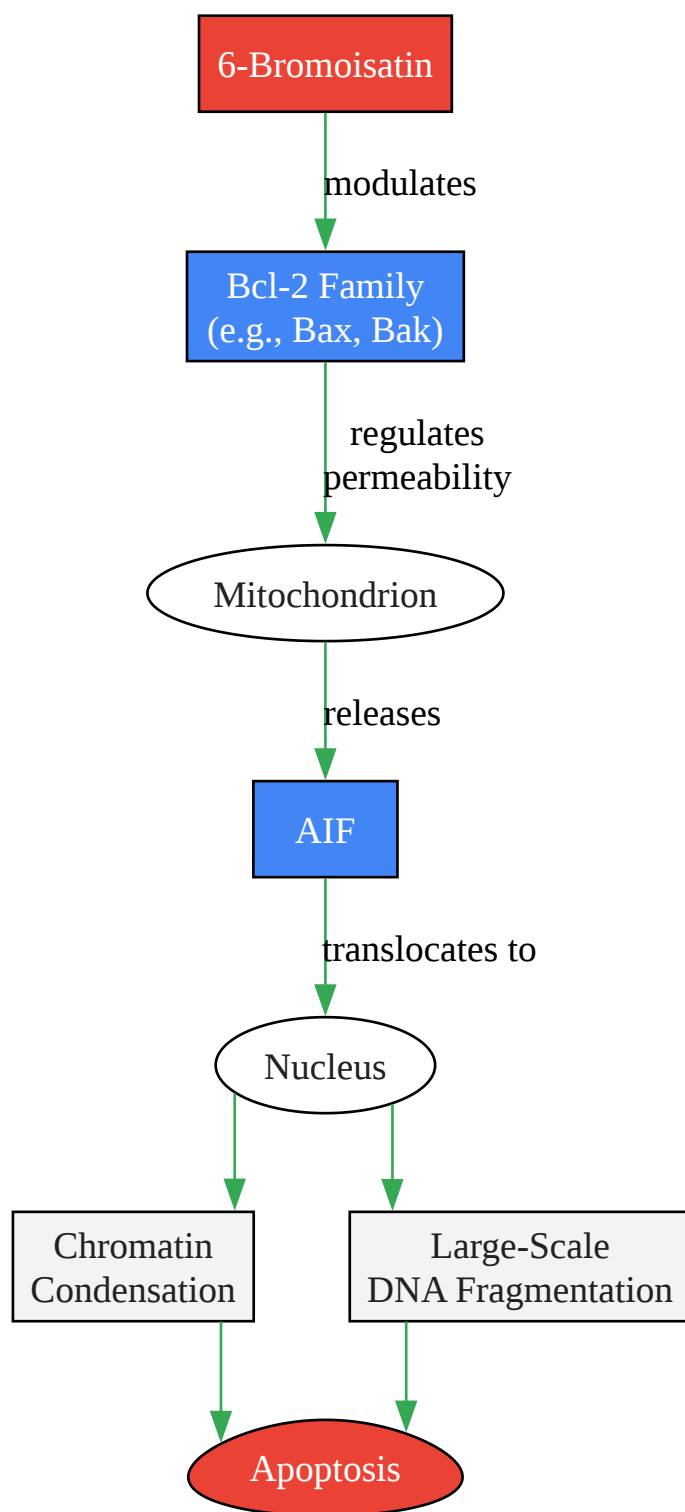 6-Bromoisatin
modulates
Bcl-2 Family
(e.g., Bax, Bak)
regulates
permeability
Mitochondrion
releases
AIF
translocates to
Nucleus
Chromatin
Condensation
Large-Scale
DNA Fragmentation
Apoptosis